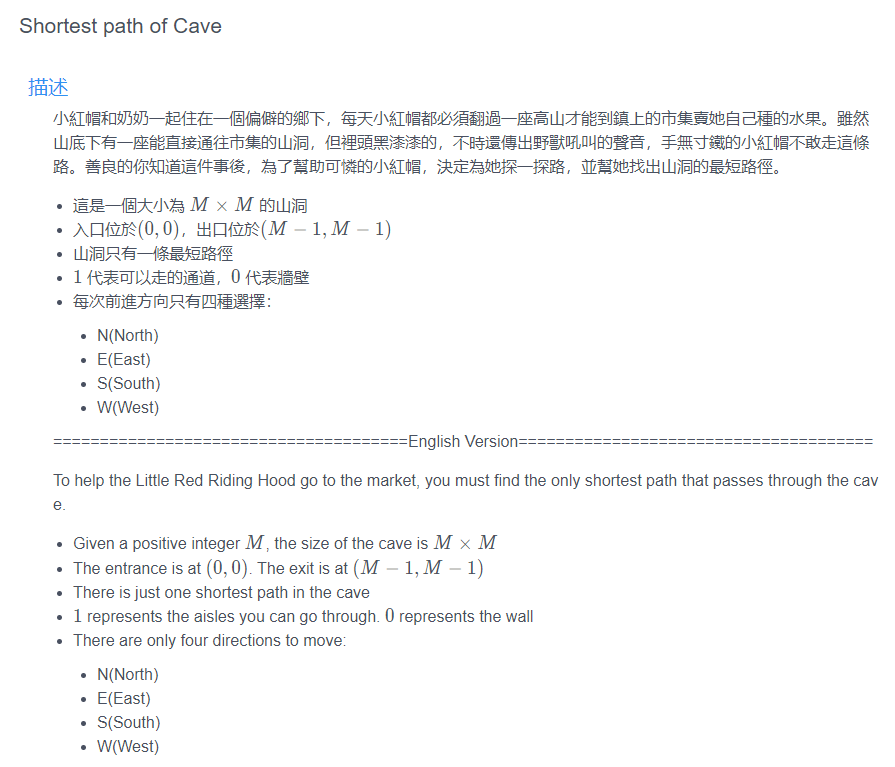 Shortest path of Cave
描述
小紅帽和奶奶一起住在一個偏僻的鄉下，每天小紅帽都必須翻過一座高山才能到鎮上的市集賣她自己種的水果。雖然
山底下有一座能直接通往市集的山洞，但裡頭黑漆漆的，不時還傳出野獸吼叫的聲音，手無寸鐵的小紅帽不敢走這條
路。善良的你知道這件事後，為了幫助可憐的小紅帽，決定為她探一探路，並幫她找出山洞的最短路徑。
• 這是一個大小為 M × M 的山洞
• 入口位於(0, 0)，出口位於(M − 1, M − 1)
• 山洞只有一條最短路徑
• 1 代表可以走的通道，0 代表牆壁
• 每次前進方向只有四種選擇：
• N(North)
• E(East)
• S(South)
• W(West)
====================================English Version====================================
To help the Little Red Riding Hood go to the market, you must find the only shortest path that passes through the cav
e.
• Given a positive integer M, the size of the cave is M × M
• The entrance is at (0, 0). The exit is at (M − 1, M − 1)
• There is just one shortest path in the cave
• 1 represents the aisles you can go through. 0 represents the wall
• There are only four directions to move:
• N(North)
• E(East)
• S(South)
• W(West)